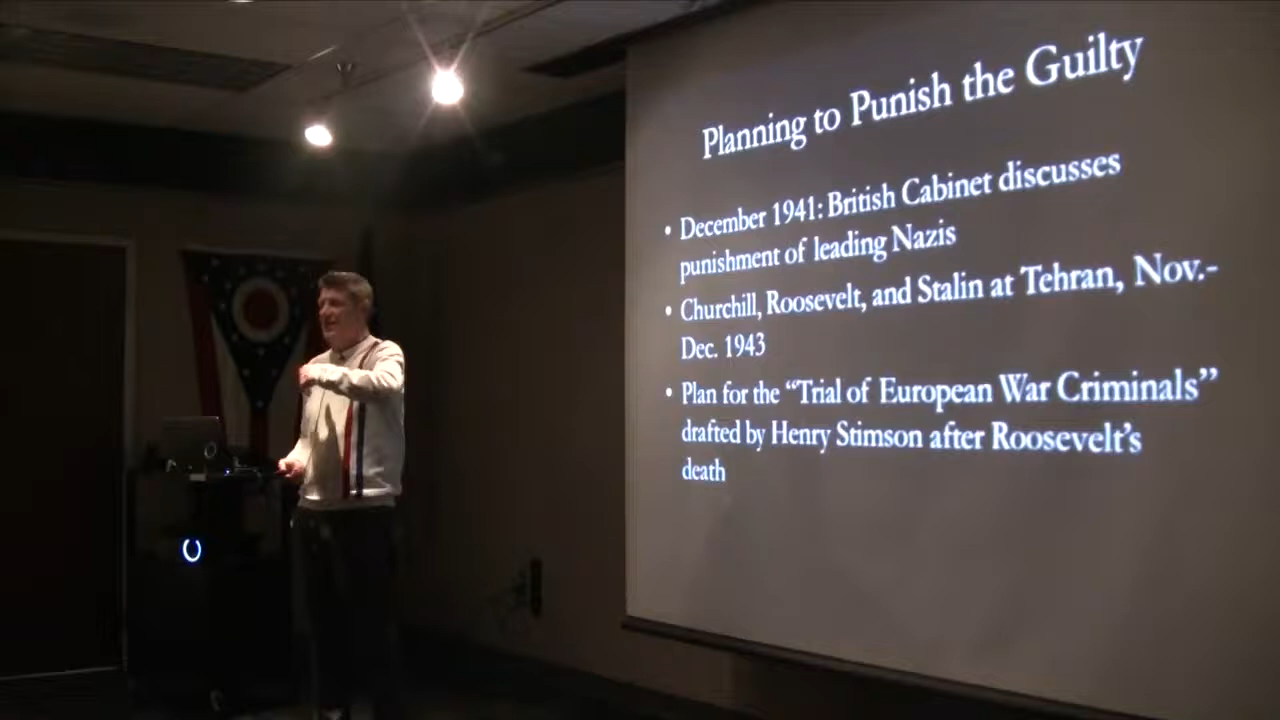 Planning to Punish the Guilty
• December 1941: British Cabinet discusses
punishment of leading Nazis
• Churchill, Roosevelt, and Stalin at Tehran, Nov.-
Dec. 1943
• Plan for the “Trial of European War Criminals”
drafted by Henry Stimson after Roosevelt’s
death